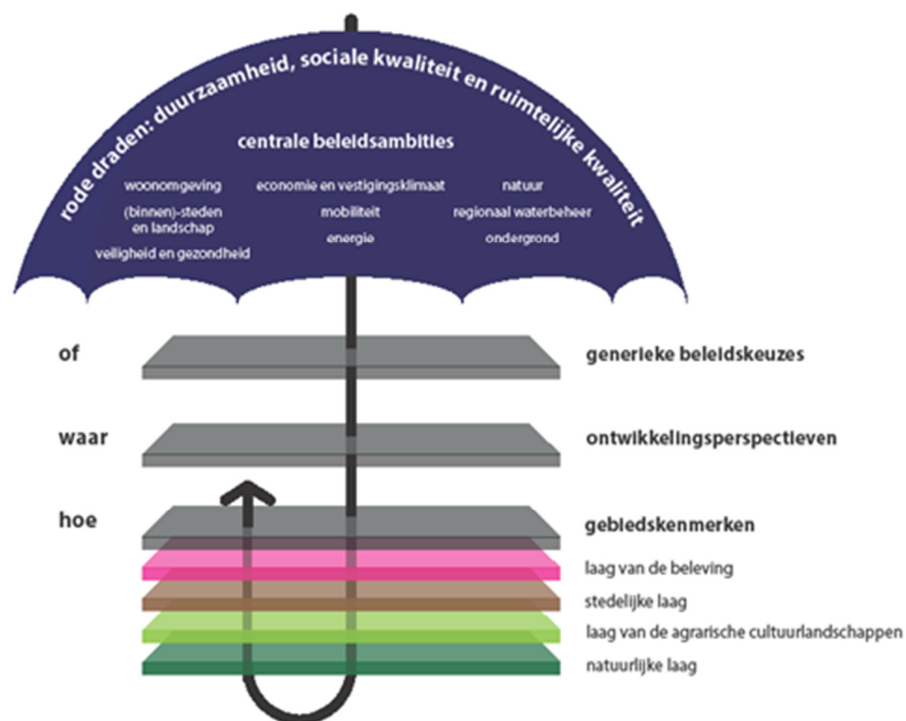 rode draden: duurzaamheid, sociale kwaliteit en ruimtelijke kwaliteit
centrale beleidsambities
woonomgeving
(binnen)-steden
en landschap
veiligheid en gezondheid
economie en vestigingsklimaat
mobiliteit
energie
natuur
regionaal waterbeheer
ondergrond
of
generieke beleidskeuzes
waar
ontwikkelingsperspectieven
hoe
gebiedskenmerken
laag van de beleving
stedelijke laag
laag van de agrarische cultuurlandschappen
natuurlijke laag